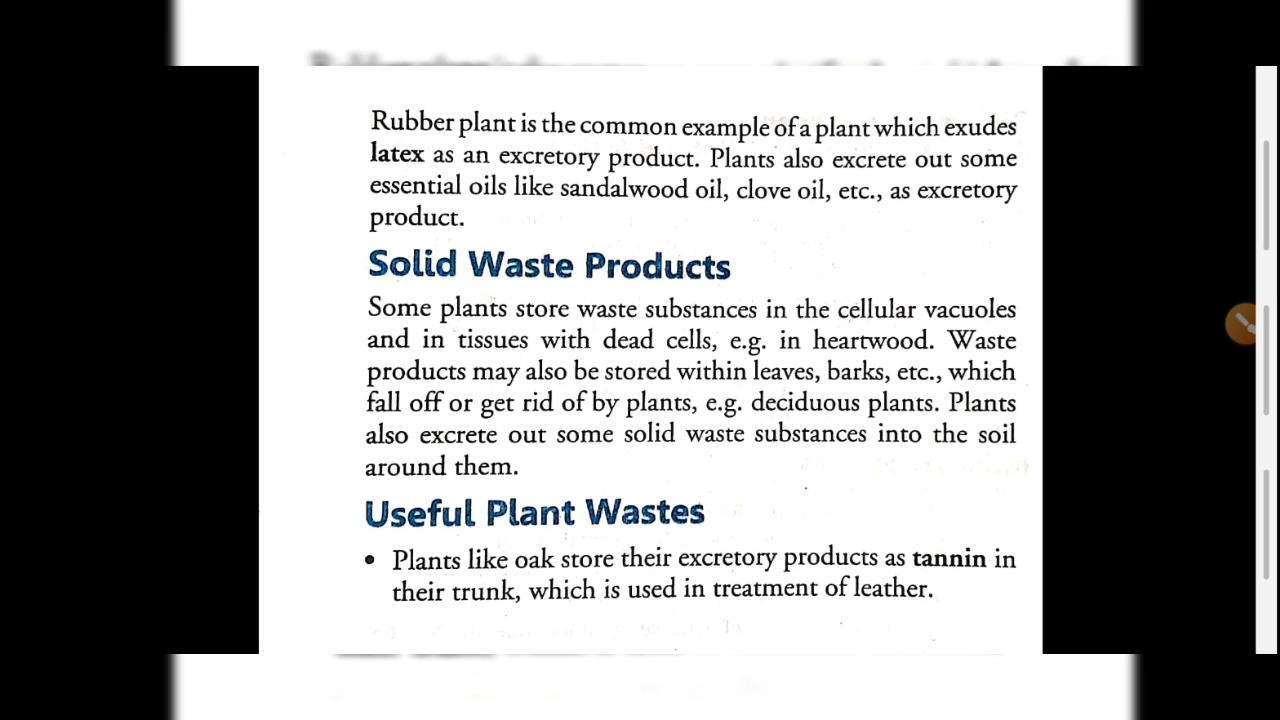 Rubber plant is the common example of a plant which exudes
latex as an excretory product. Plants also excrete out some
essential oils like sandalwood oil, clove oil, etc., as excretory
product.
Solid Waste Products
Some plants store waste substances in the cellular vacuoles
and in tissues with dead cells, e.g. in heartwood. Waste
products may also be stored within leaves, barks, etc., which
fall off or get rid of by plants, e.g. deciduous plants. Plants
also excrete out some solid waste substances into the soil
around them.
Useful Plant Wastes
• Plants like oak store their excretory products as tannin in
their trunk, which is used in treatment of leather.